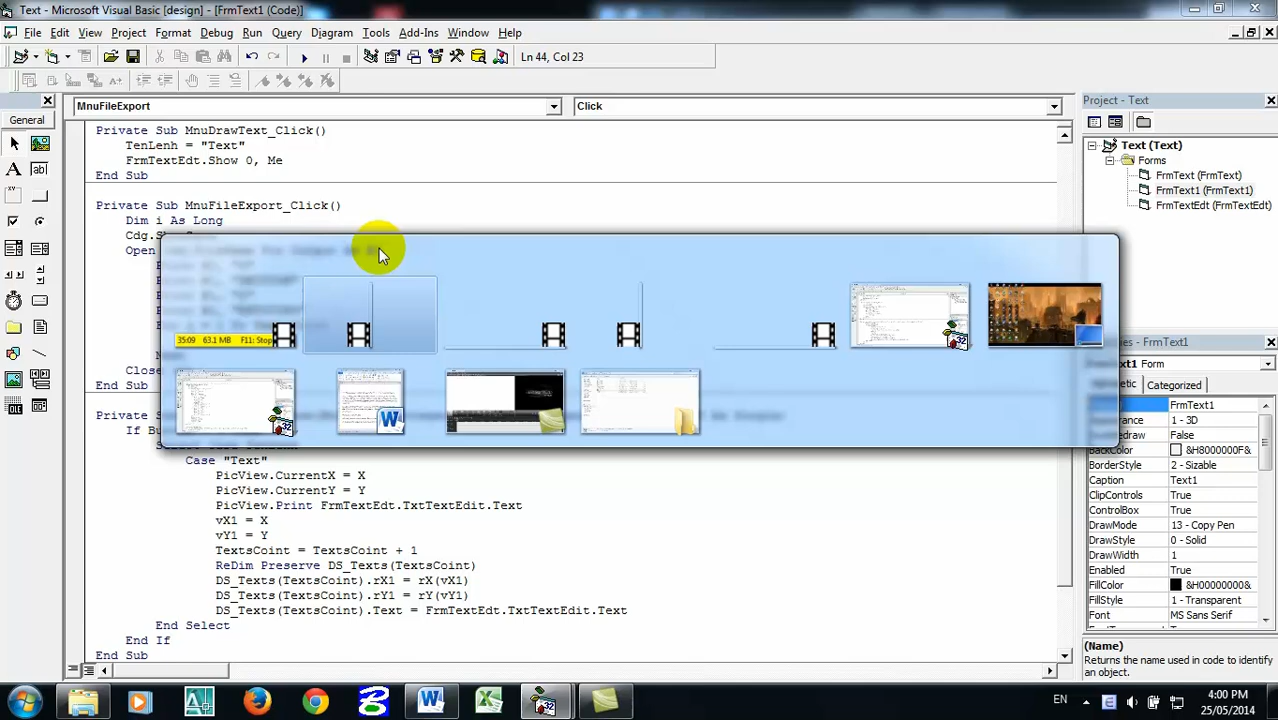 Text - Microsoft Visual Basic [design] - [FrmText1 (Code)]
File Edit View Project Format Debug Run Query Diagram Tools Add-Ins Window Help
Ln 44, Col 23
General
MnuFileExport
Click
Private Sub MnuDrawText_Click()
TenLenh = "Text"
FrmTextEdt.Show 0, Me
End Sub
Private Sub MnuFileExport_Click()
Dim i As Long
Open
35:09 63.1 MB F11: Stop
Close
End Sub
Private
If
Case "Text"
PicView.CurrentX = X
PicView.CurrentY = Y
PicView.Print FrmTextEdt.TxtTextEdit.Text
vX1 = X
vY1 = Y
TextsCoint = TextsCoint + 1
ReDim Preserve DS_Texts(TextsCoint)
DS_Texts(TextsCoint).rX1 = rX(vX1)
DS_Texts(TextsCoint).rY1 = rY(vY1)
DS_Texts(TextsCoint).Text = FrmTextEdt.TxtTextEdit.Text
End Select
End If
End Sub
Project - Text
Text (Text)
Forms
FrmText (FrmText)
FrmText1 (FrmText1)
FrmTextEdt (FrmTextEdt)
FrmText1
Form
Categorized
FrmText1
Appearance 1 - 3D
False
BackColor &H8000000F&
BorderStyle 2 - Sizable
Caption Text1
ClipControls True
ControlBox True
DrawMode 13 - Copy Pen
DrawStyle 0 - Solid
DrawWidth 1
Enabled True
FillColor &H00000000&
FillStyle 1 - Transparent
Font MS Sans Serif
(Name)
Returns the name used in code to identify an object.
EN
4:00 PM
25/05/2014